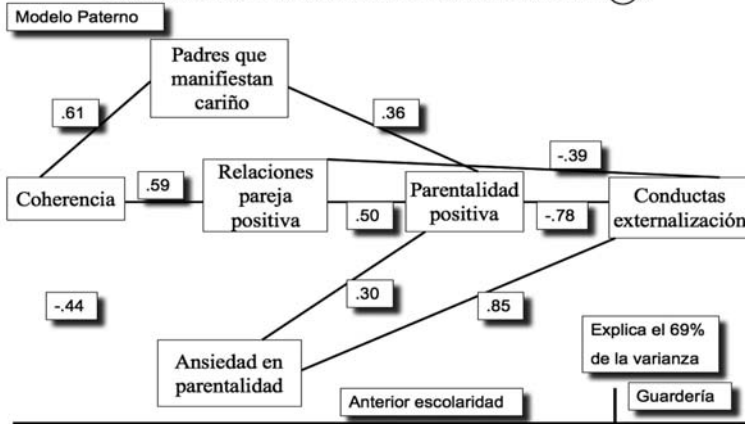 Modelo Paterno
Padres que
manifiestan
cariño
.61
.36
-.39
Coherencia
.59
Relaciones
pareja
positiva
.50
Parentalidad
positiva
-.78
Conductas
externalización
-.44
.30
.85
Ansiedad en
parentalidad
Explica el 69%
de la varianza
Anterior escolaridad
Guardería